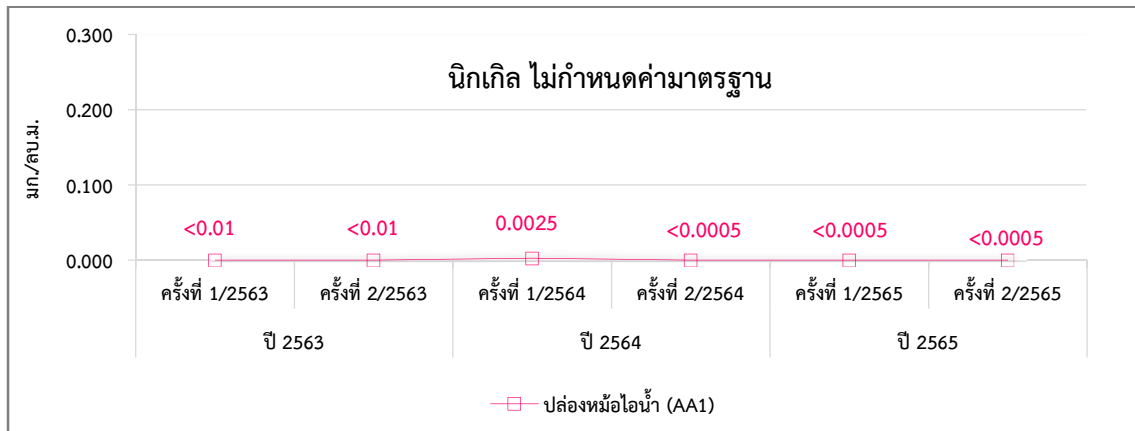 นิกเกิล ไม่กำหนดค่ามาตรฐาน
มก./ลบ.ม.
0.300
0.200
0.100
0.000
<0.01 <0.01 0.0025 <0.0005 <0.0005 <0.0005
ครั้งที่ 1/2563 ครั้งที่ 2/2563 ครั้งที่ 1/2564 ครั้งที่ 2/2564 ครั้งที่ 1/2565 ครั้งที่ 2/2565
ปี 2563 ปี 2564 ปี 2565
ปล่องหม้อไอน้ำ (AA1)